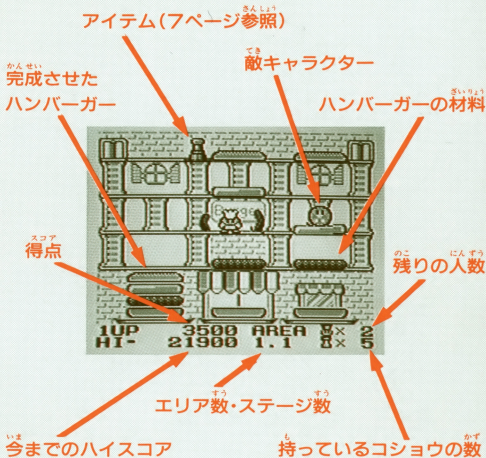 アイテム(7ページ参照)
さんしょう
敵キャラクター
てき
完成させた
かんせい
ハンバーガー
ハンバーガーの材料
ざいりょう
得点
スコア
残りの人数
のこ にんずう
1UP 3500 AREA × 2
HI- 21900 1.1 × 5
エリア数・ステージ数
すう すう
今までのハイスコア
いま
持っているコショウの数
も かず